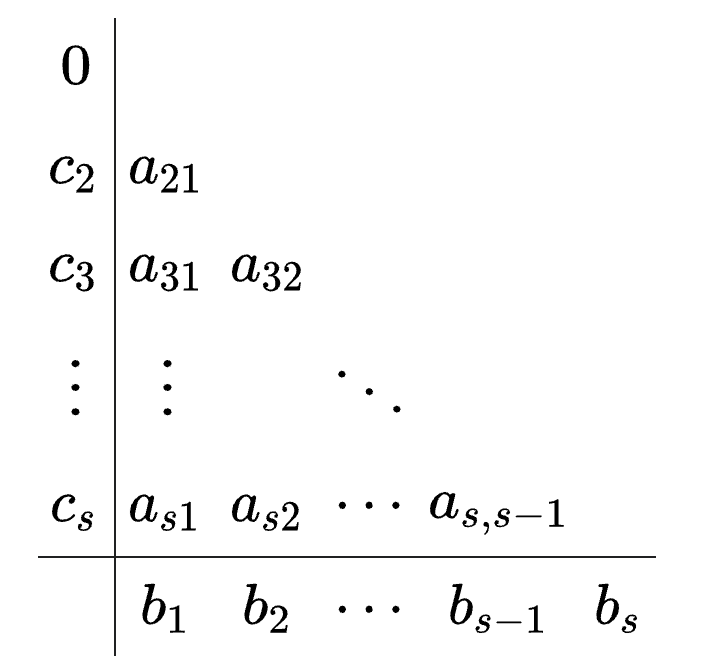 0
c₂ a₂₁
c₃ a₃₁ a₃₂
⋮ ⋮ ⋱
cₛ aₛ₁ aₛ₂ ⋯ aₛ,ₛ₋₁
b₁ b₂ ⋯ bₛ₋₁ bₛ